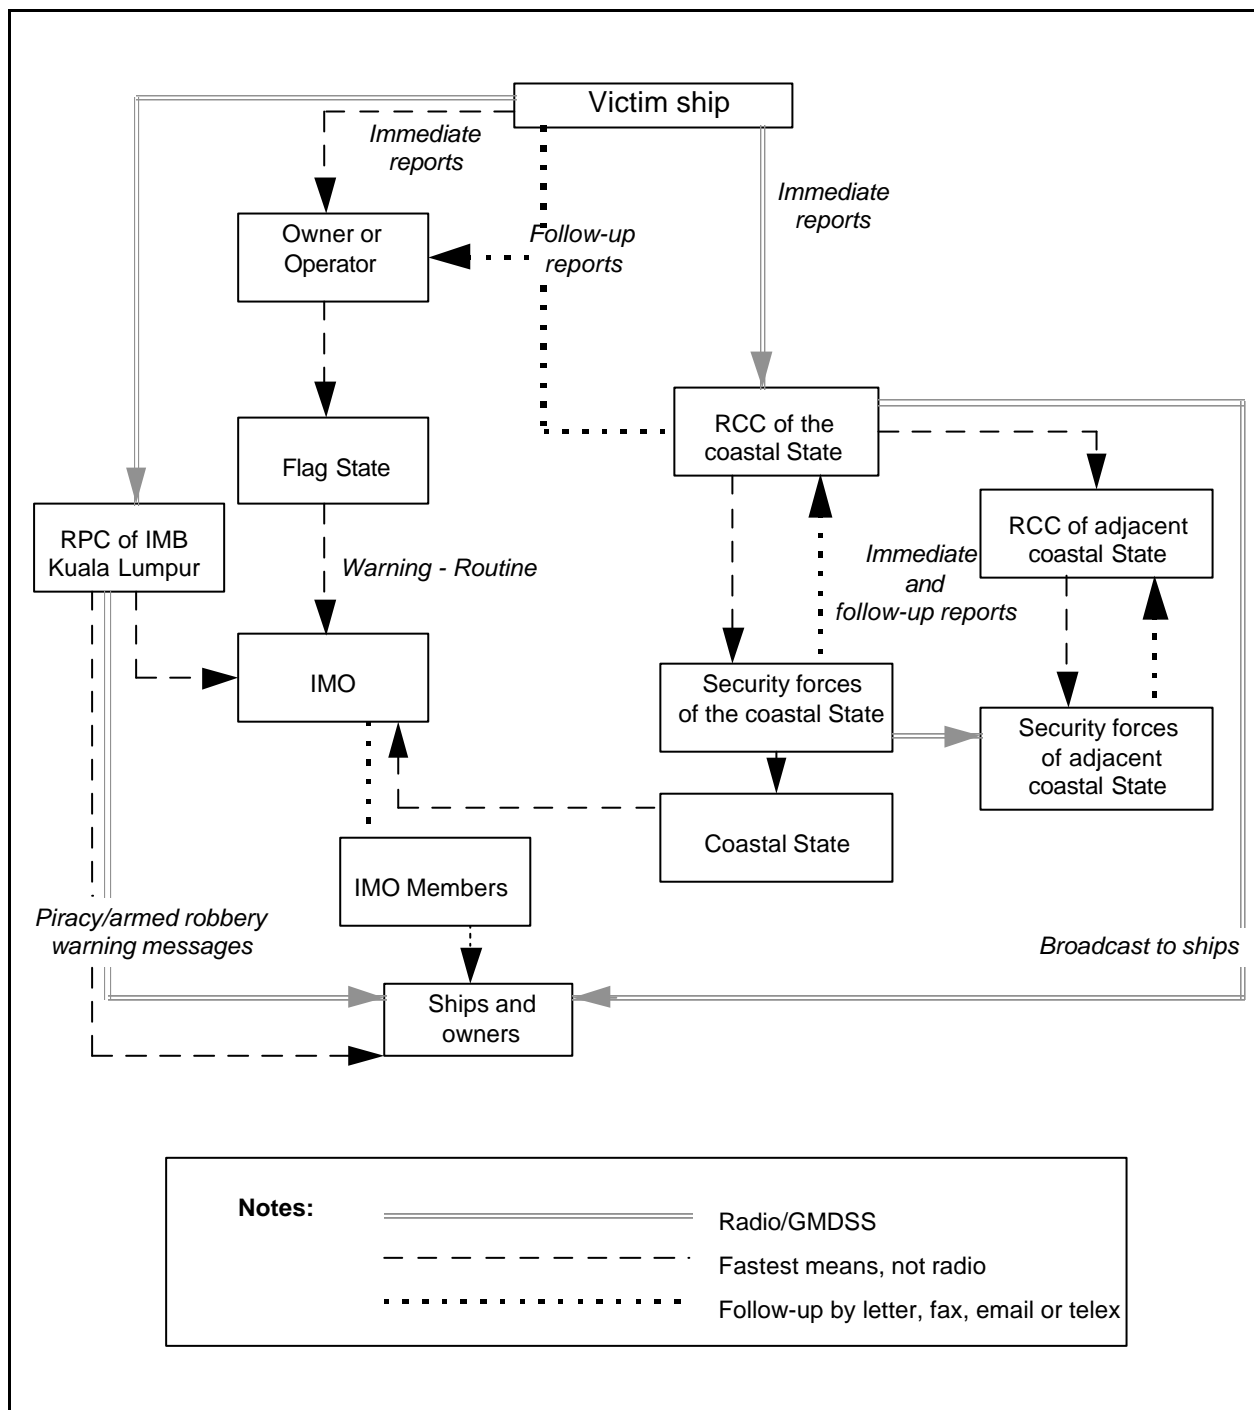 Victim ship
Immediate
reports
Immediate
reports
Owner or
Operator
Follow-up
reports
RCC of the
coastal State
Flag State
RPC of IMB
Kuala Lumpur
RCC of adjacent
coastal State
Warning - Routine
Immediate
and
follow-up reports
IMO
Security forces
of the coastal State
Security forces
of adjacent
coastal State
Coastal State
IMO Members
Piracy/armed robbery
warning messages
Broadcast to ships
Ships and
owners
Notes:
Radio/GMDSS
Fastest means, not radio
Follow-up by letter, fax, email or telex